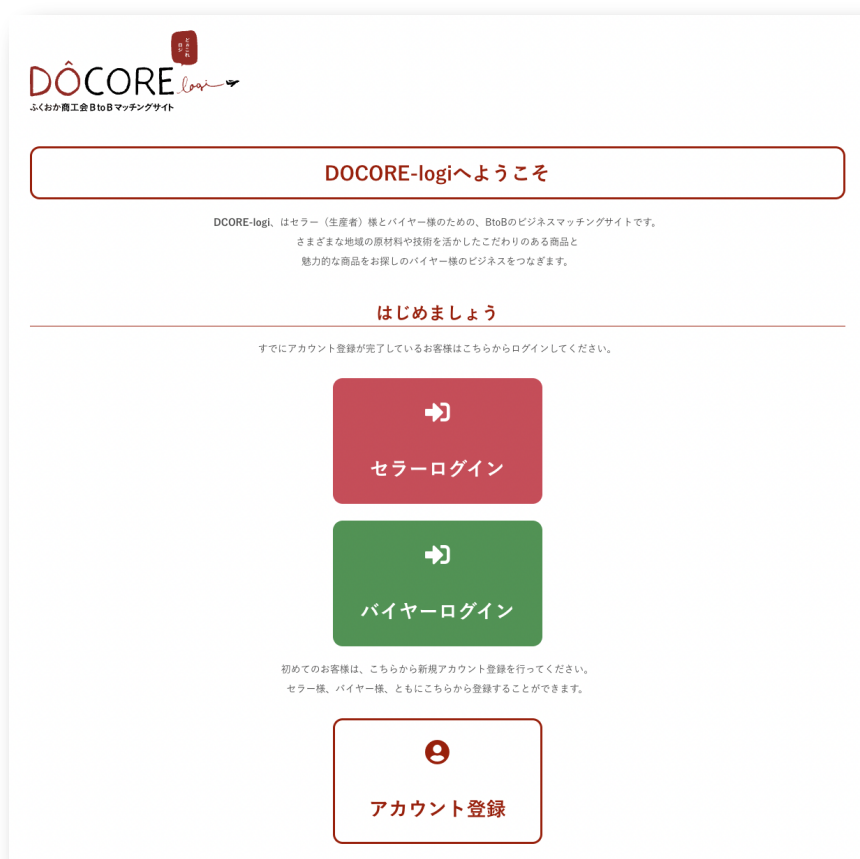 どぉこれ
ロジ
DÔCORE logi
ふくおか商工会BtoBマッチングサイト
DOCORE-logiへようこそ
DCORE-logi、はセラー（生産者）様とバイヤー様のための、BtoBのビジネスマッチングサイトです。
さまざまな地域の原材料や技術を活かしたこだわりのある商品と
魅力的な商品をお探しのバイヤー様のビジネスをつなぎます。
はじめましょう
すでにアカウント登録が完了しているお客様はこちらからログインしてください。
セラーログイン
バイヤーログイン
初めてのお客様は、こちらから新規アカウント登録を行ってください。
セラー様、バイヤー様、ともにこちらから登録することができます。
アカウント登録